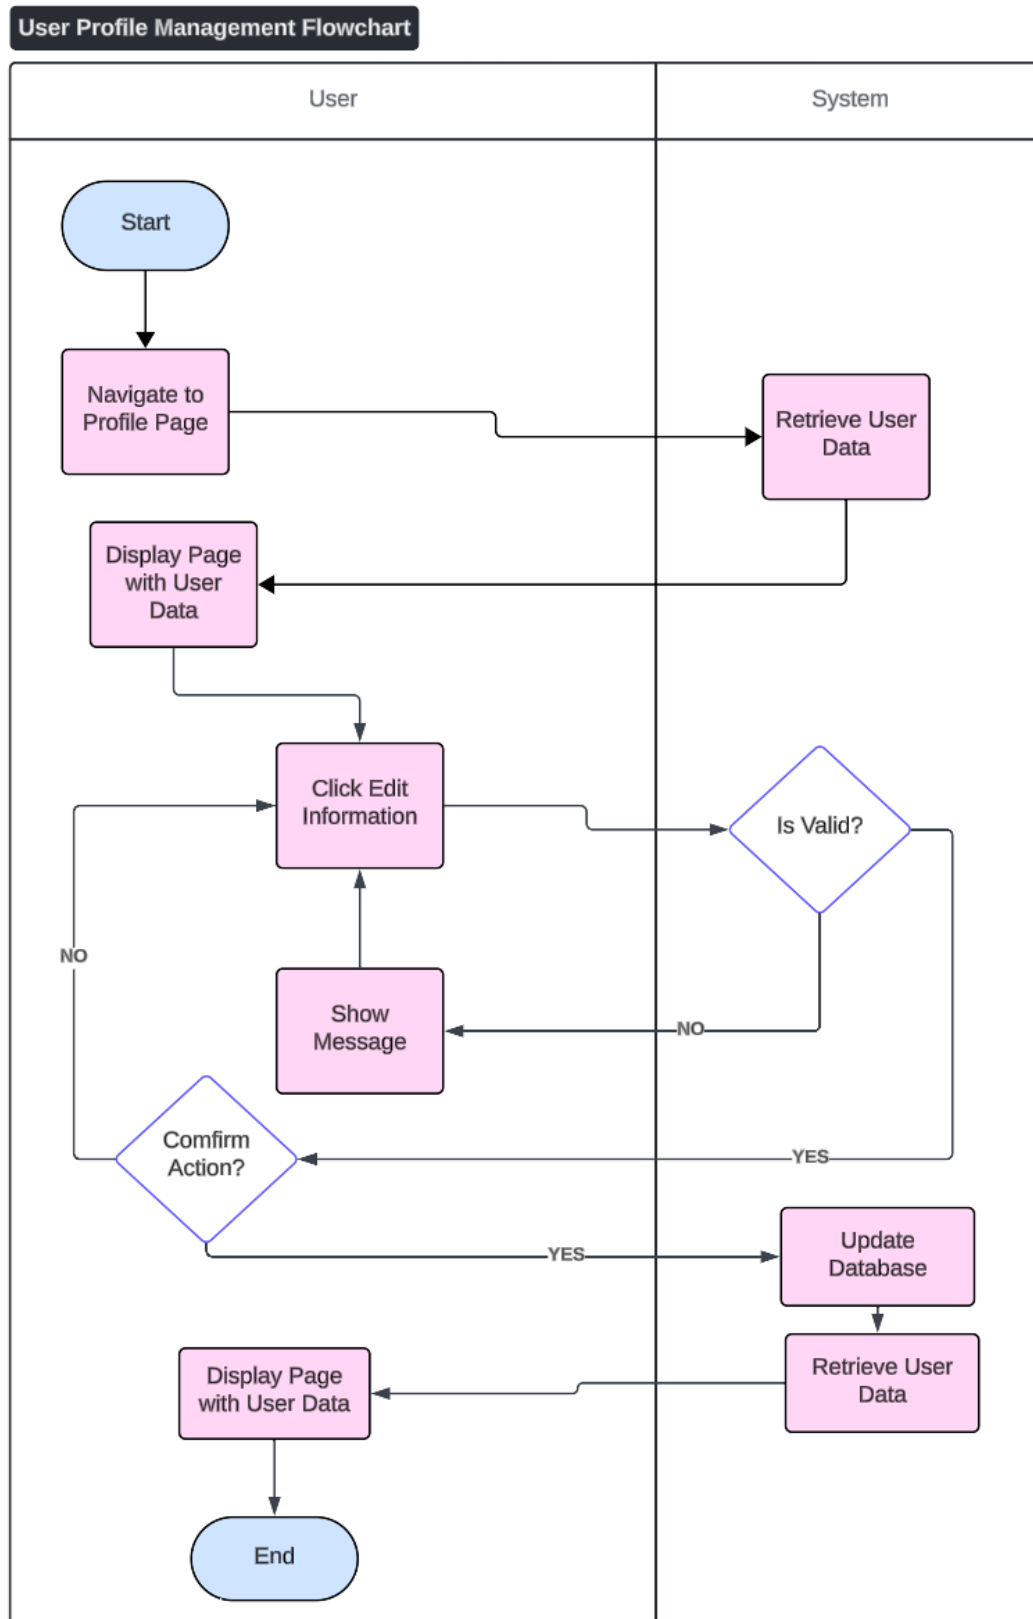 User Profile Management Flowchart
User
System
Start
Navigate to
Profile Page
Retrieve User
Data
Display Page
with User
Data
Click Edit
Information
Is Valid?
NO
Show
Message
NO
Comfirm
Action?
YES
YES
Update
Database
Retrieve User
Data
Display Page
with User Data
End